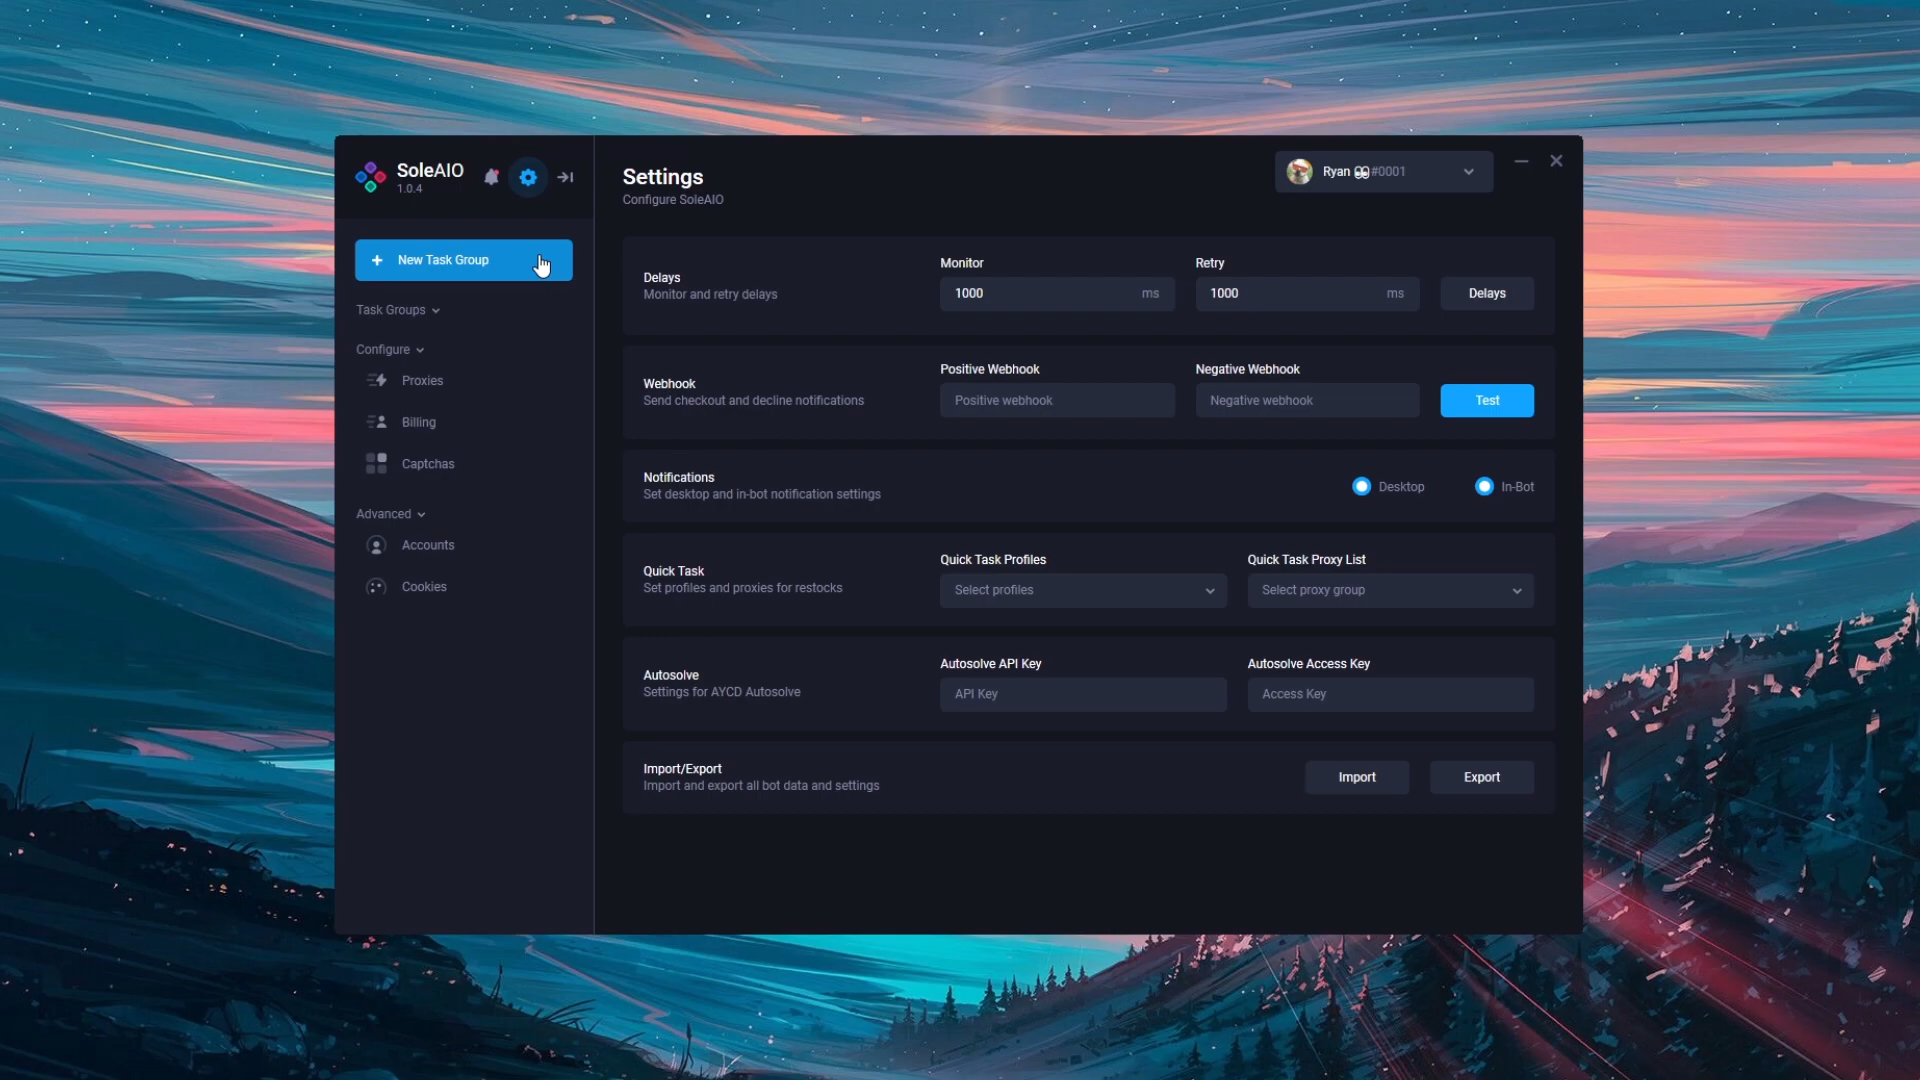 SoleAIO
1.0.4
New Task Group
Task Groups
Configure
Proxies
Billing
Captchas
Advanced
Accounts
Cookies
Settings
Configure SoleAIO
Ryan 👀#0001
Delays
Monitor and retry delays
Monitor
1000 ms
Retry
1000 ms
Delays
Webhook
Send checkout and decline notifications
Positive Webhook
Positive webhook
Negative Webhook
Negative webhook
Test
Notifications
Set desktop and in-bot notification settings
Desktop
In-Bot
Quick Task
Set profiles and proxies for restocks
Quick Task Profiles
Select profiles
Quick Task Proxy List
Select proxy group
Autosolve
Settings for AYCD Autosolve
Autosolve API Key
API Key
Autosolve Access Key
Access Key
Import/Export
Import and export all bot data and settings
Import
Export